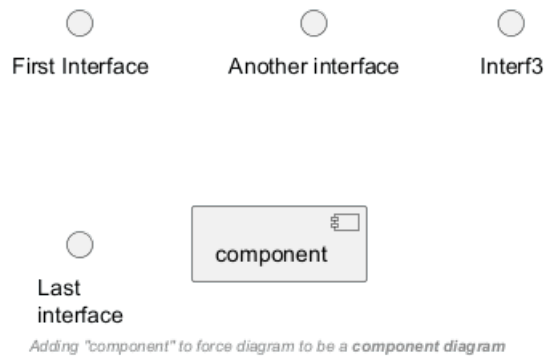 First Interface
Another interface
Interf3
component
Last
interface
Adding "component" to force diagram to be a component diagram